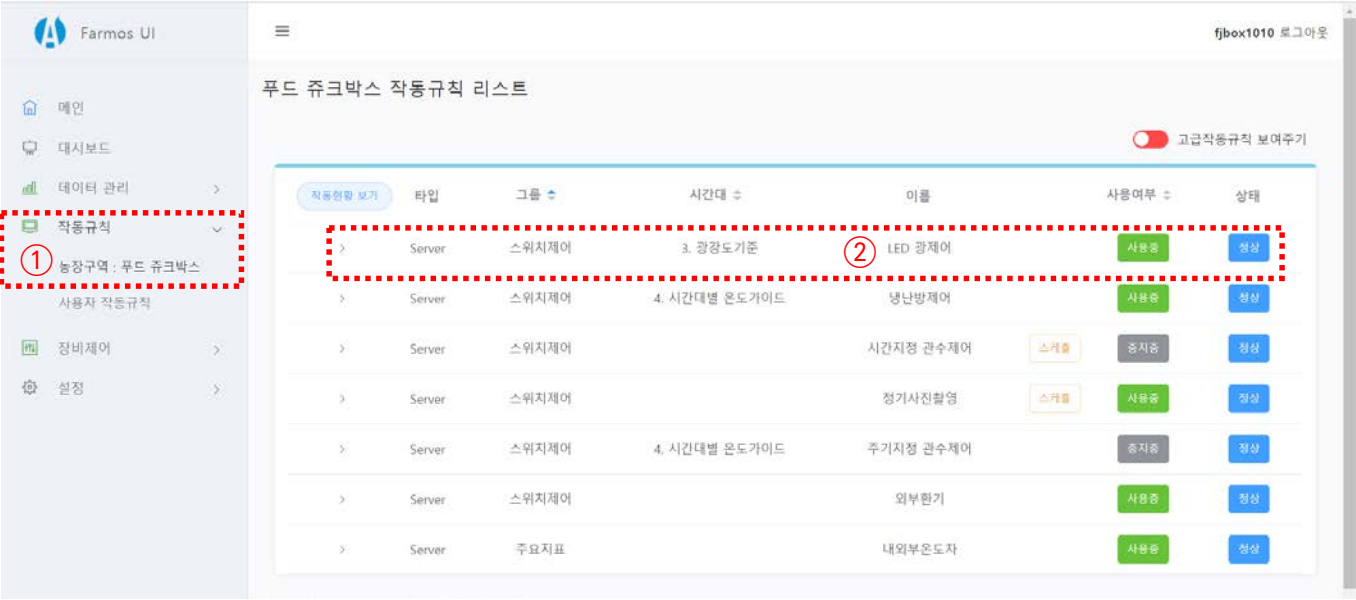 Farmos UI
fjbox1010 로그아웃
푸드 쥬크박스 작동규칙 리스트
메인
대시보드
데이터 관리
작동규칙
① 농장구역 : 푸드 쥬크박스
사용자 작동규칙
장비제어
설정
고급작동규칙 보여주기
작동현황 보기 타입 그룹 시간대 이름 사용여부 상태
Server 스위치제어 3. 광강도기준 ② LED 광제어 사용중 정상
Server 스위치제어 4. 시간대별 온도가이드 냉난방제어 사용중 정상
Server 스위치제어 시간지정 관수제어 스케쥴 중지중 정상
Server 스위치제어 정기사진촬영 스케쥴 사용중 정상
Server 스위치제어 4. 시간대별 온도가이드 주기지정 관수제어 중지중 정상
Server 스위치제어 외부환기 사용중 정상
Server 주요지표 내외부온도차 사용중 정상